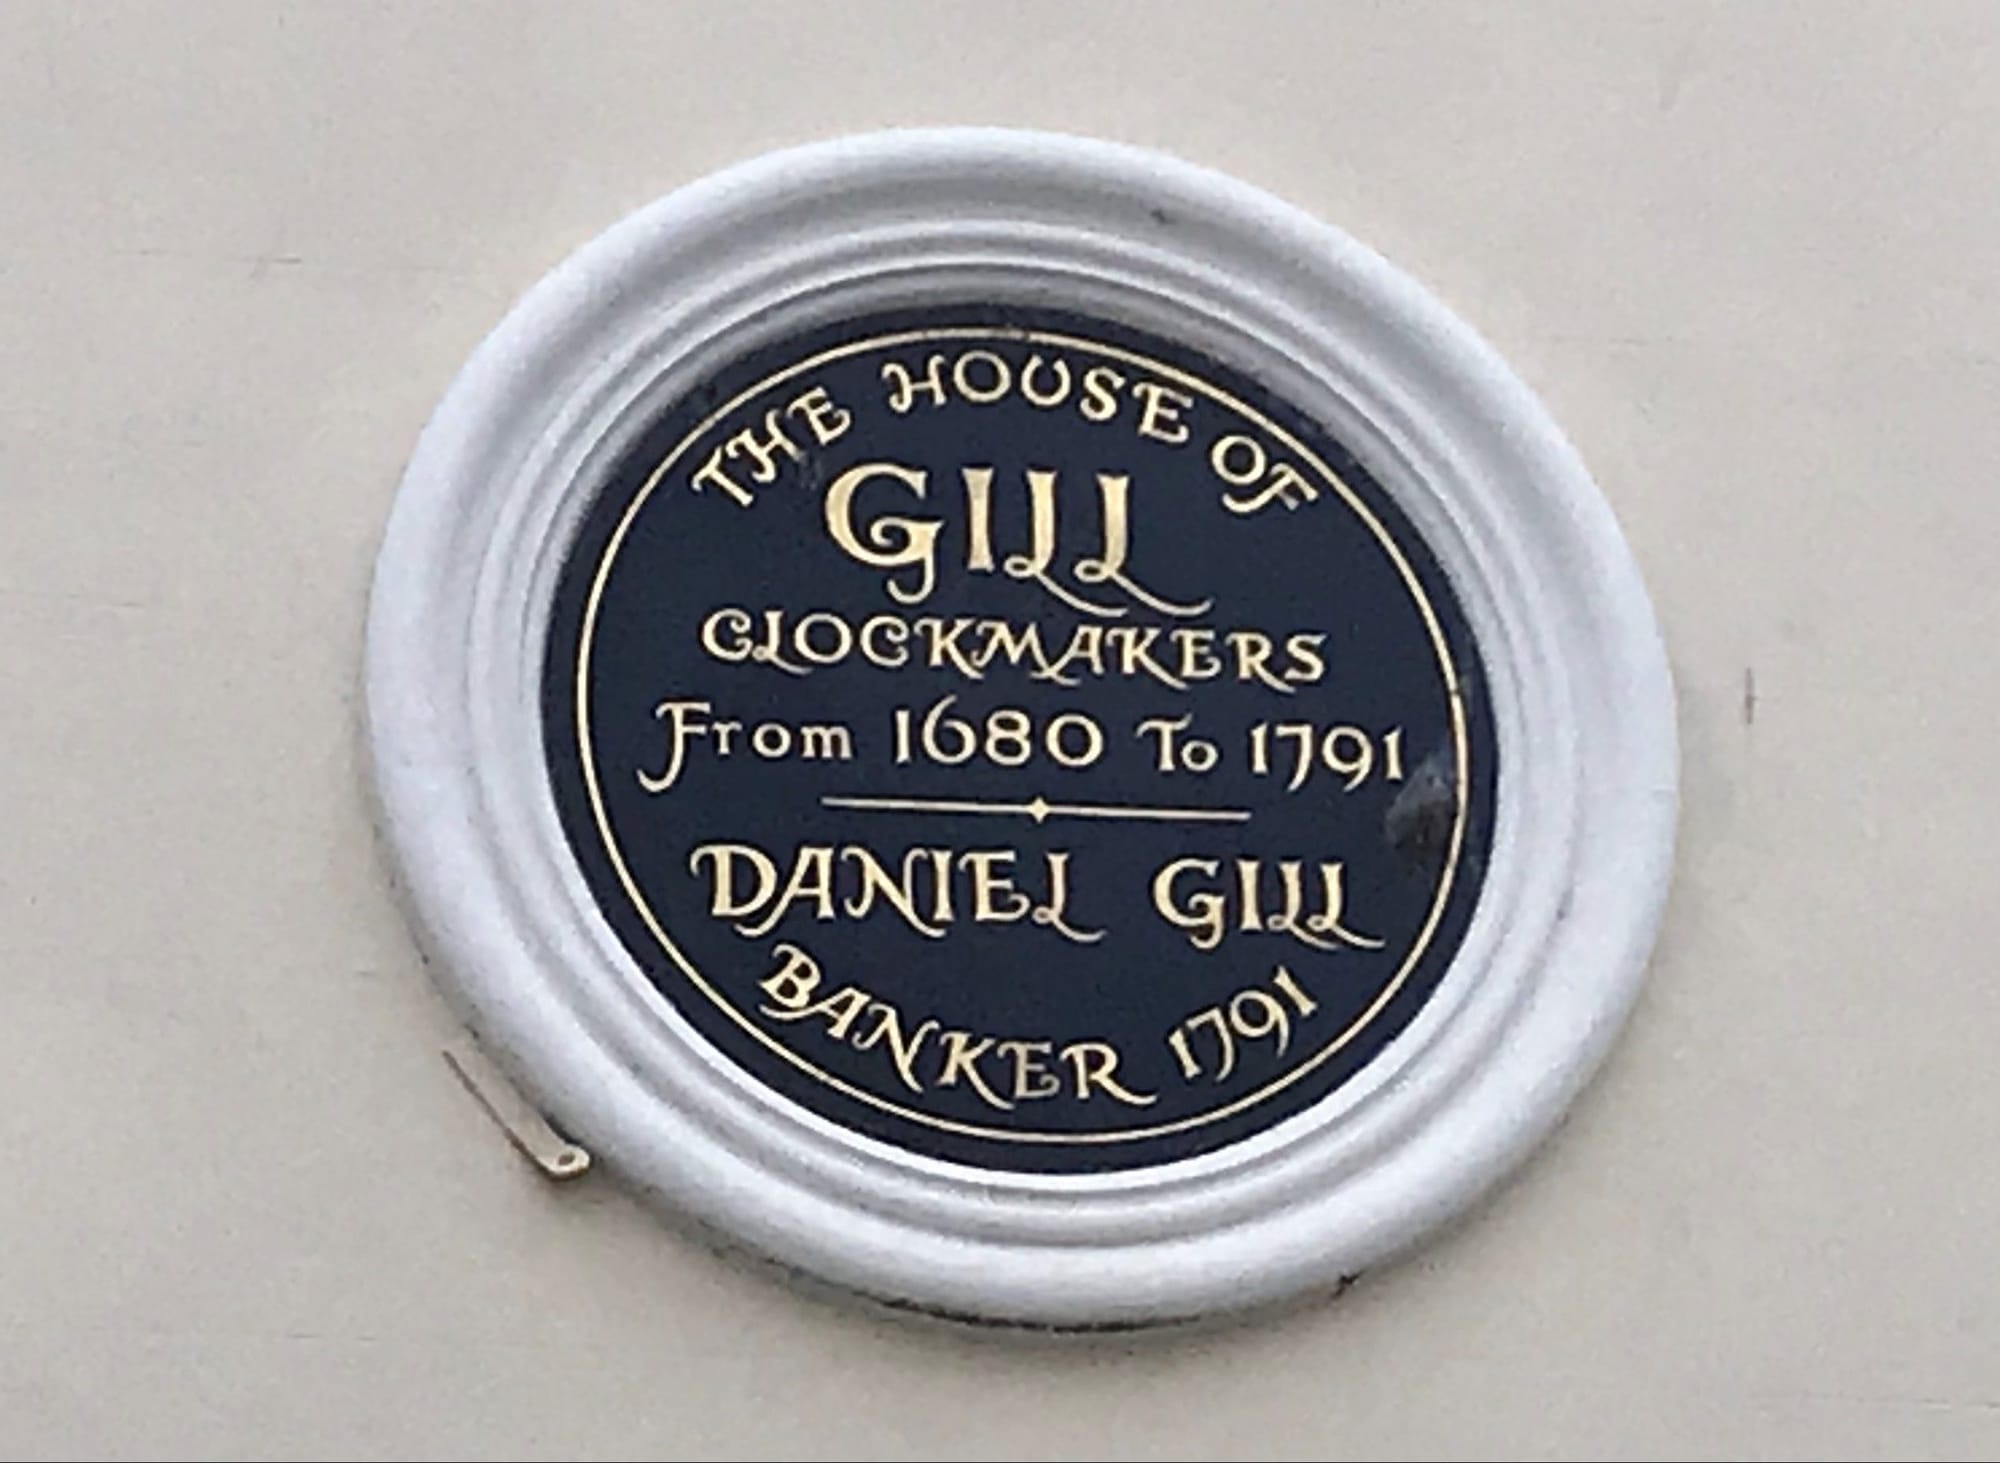 THE HOUSE OF
GILL
CLOCKMAKERS
From 1680 To 1791
DANIEL GILL
BANKER 1791